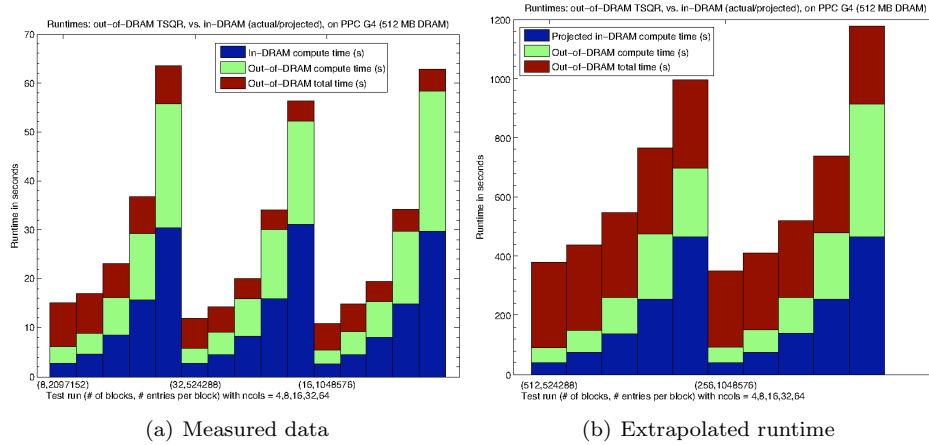 Runtimes: out-of-DRAM TSQR, vs. in-DRAM (actual/projected), on PPC G4 (512 MB DRAM)
70
60
50
40
30
20
10
0
Runtime in seconds
In-DRAM compute time (s)
Out-of-DRAM compute time (s)
Out-of-DRAM total time (s)
(8,2097152)
(32,524288)
(16,1048576)
Test run (# of blocks, # entries per block) with ncols = 4,8,16,32,64
(a) Measured data
Runtimes: out-of-DRAM TSQR, vs. in-DRAM (actual/projected), on PPC G4 (512 MB DRAM)
1200
1000
800
600
400
200
0
Runtime in seconds
Projected in-DRAM compute time (s)
Out-of-DRAM compute time (s)
Out-of-DRAM total time (s)
(512,524288)
(256,1048576)
Test run (# of blocks, # entries per block) with ncols = 4,8,16,32,64
(b) Extrapolated runtime